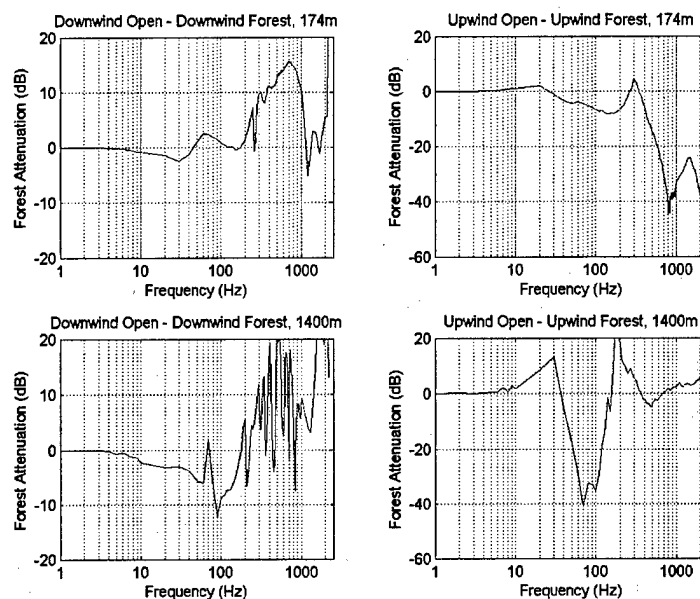 Downwind Open - Downwind Forest, 174m
20
10
0
-10
-20
Forest Attenuation (dB)
1 10 100 1000
Frequency (Hz)
Upwind Open - Upwind Forest, 174m
20
0
-20
-40
-60
Forest Attenuation (dB)
1 10 100 1000
Frequency (Hz)
Downwind Open - Downwind Forest, 1400m
20
10
0
-10
-20
Forest Attenuation (dB)
1 10 100 1000
Frequency (Hz)
Upwind Open - Upwind Forest, 1400m
20
0
-20
-40
-60
Forest Attenuation (dB)
1 10 100 1000
Frequency (Hz)